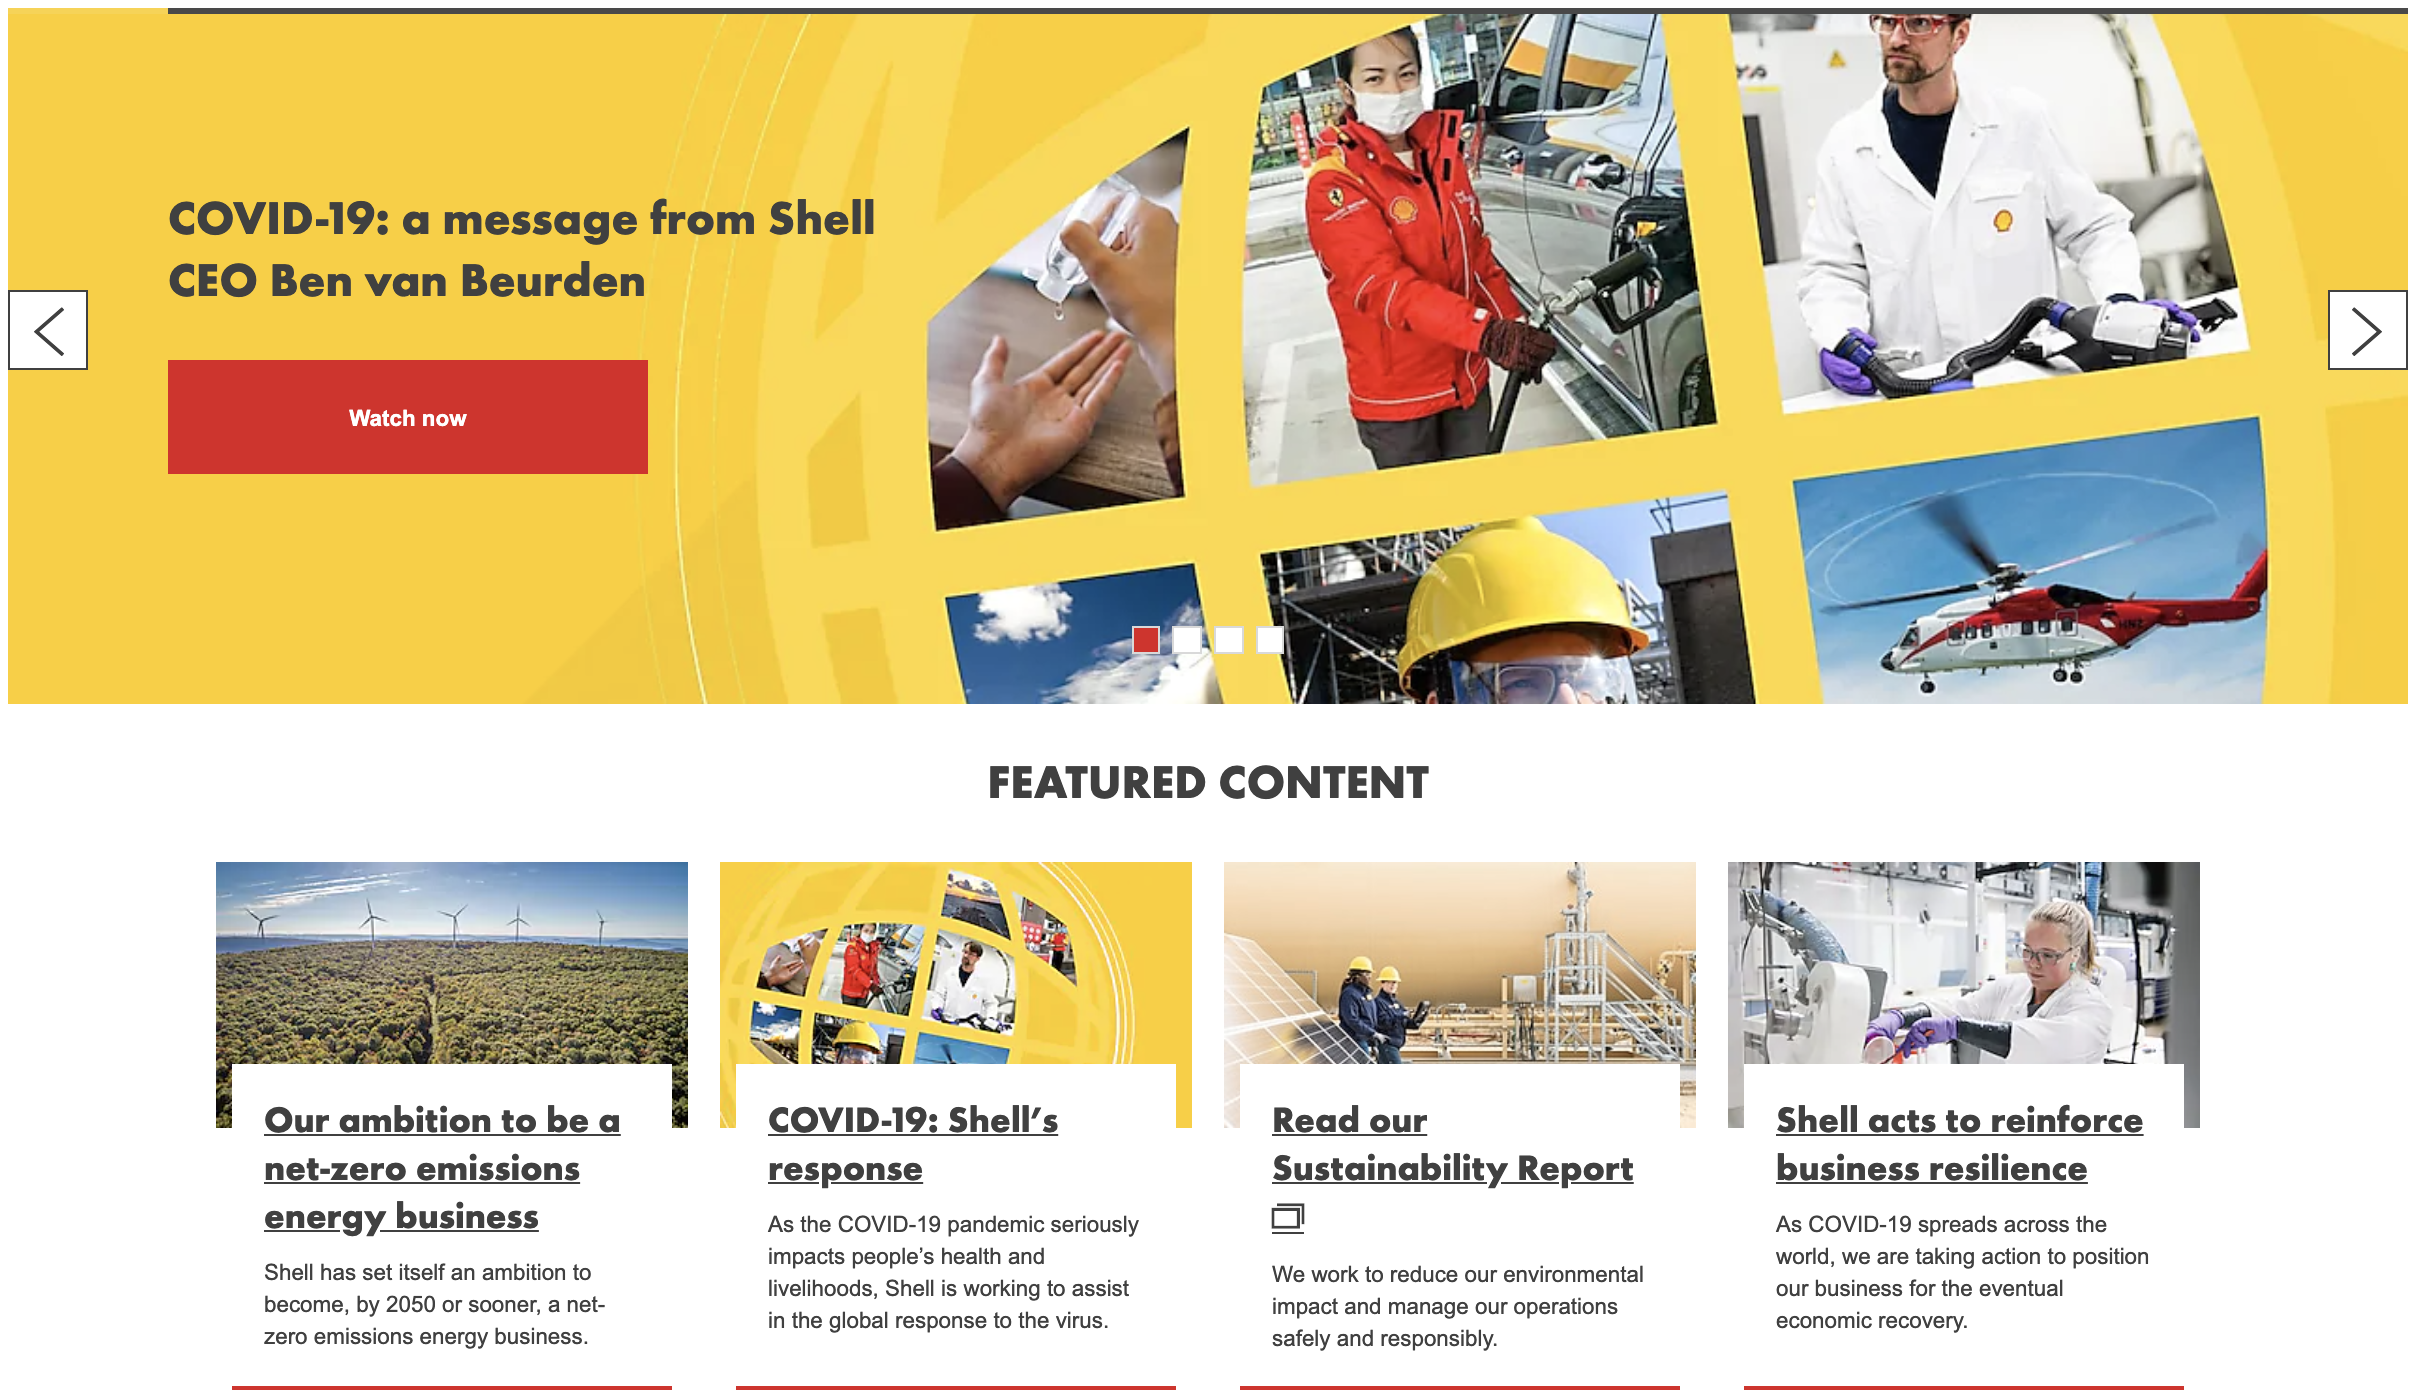 COVID-19: a message from Shell
CEO Ben van Beurden
Watch now
FEATURED CONTENT
Our ambition to be a
net-zero emissions
energy business
Shell has set itself an ambition to
become, by 2050 or sooner, a net-
zero emissions energy business.
COVID-19: Shell’s
response
As the COVID-19 pandemic seriously
impacts people’s health and
livelihoods, Shell is working to assist
in the global response to the virus.
Read our
Sustainability Report
We work to reduce our environmental
impact and manage our operations
safely and responsibly.
Shell acts to reinforce
business resilience
As COVID-19 spreads across the
world, we are taking action to position
our business for the eventual
economic recovery.